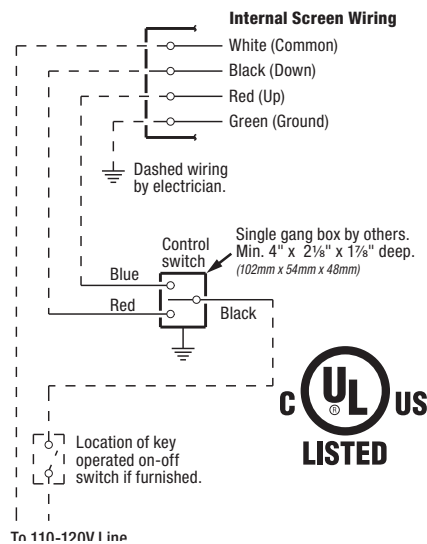 Internal Screen Wiring
White (Common)
Black (Down)
Red (Up)
Green (Ground)
Dashed wiring
by electrician.
Single gang box by others.
Min. 4" x 2⅛" x 1⅞" deep.
(102mm x 54mm x 48mm)
Control
switch
Blue
Red
Black
C UL® US
LISTED
Location of key
operated on-off
switch if furnished.
To 110-120V Line